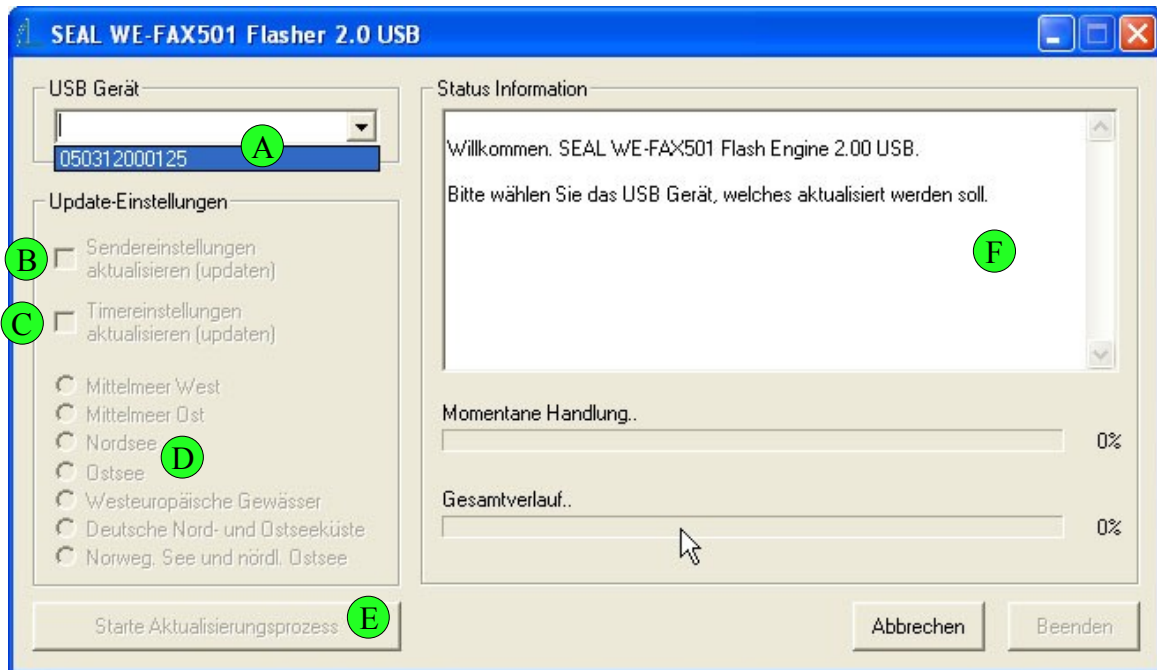 SEAL WE-FAX501 Flasher 2.0 USB
USB Gerät
A
050312000125
Update-Einstellungen
B
Sendereinstellungen
aktualisieren (updaten)
C
Timereinstellungen
aktualisieren (updaten)
Mittelmeer West
Mittelmeer Ost
Nordsee
D
Ostsee
Westeuropäische Gewässer
Deutsche Nord- und Ostseeküste
Norweg. See und nördl. Ostsee
Starte Aktualisierungsprozess
E
Status Information
Willkommen. SEAL WE-FAX501 Flash Engine 2.00 USB.
Bitte wählen Sie das USB Gerät, welches aktualisiert werden soll.
F
Momentane Handlung..
0%
Gesamtverlauf..
0%
Abbrechen
Beenden